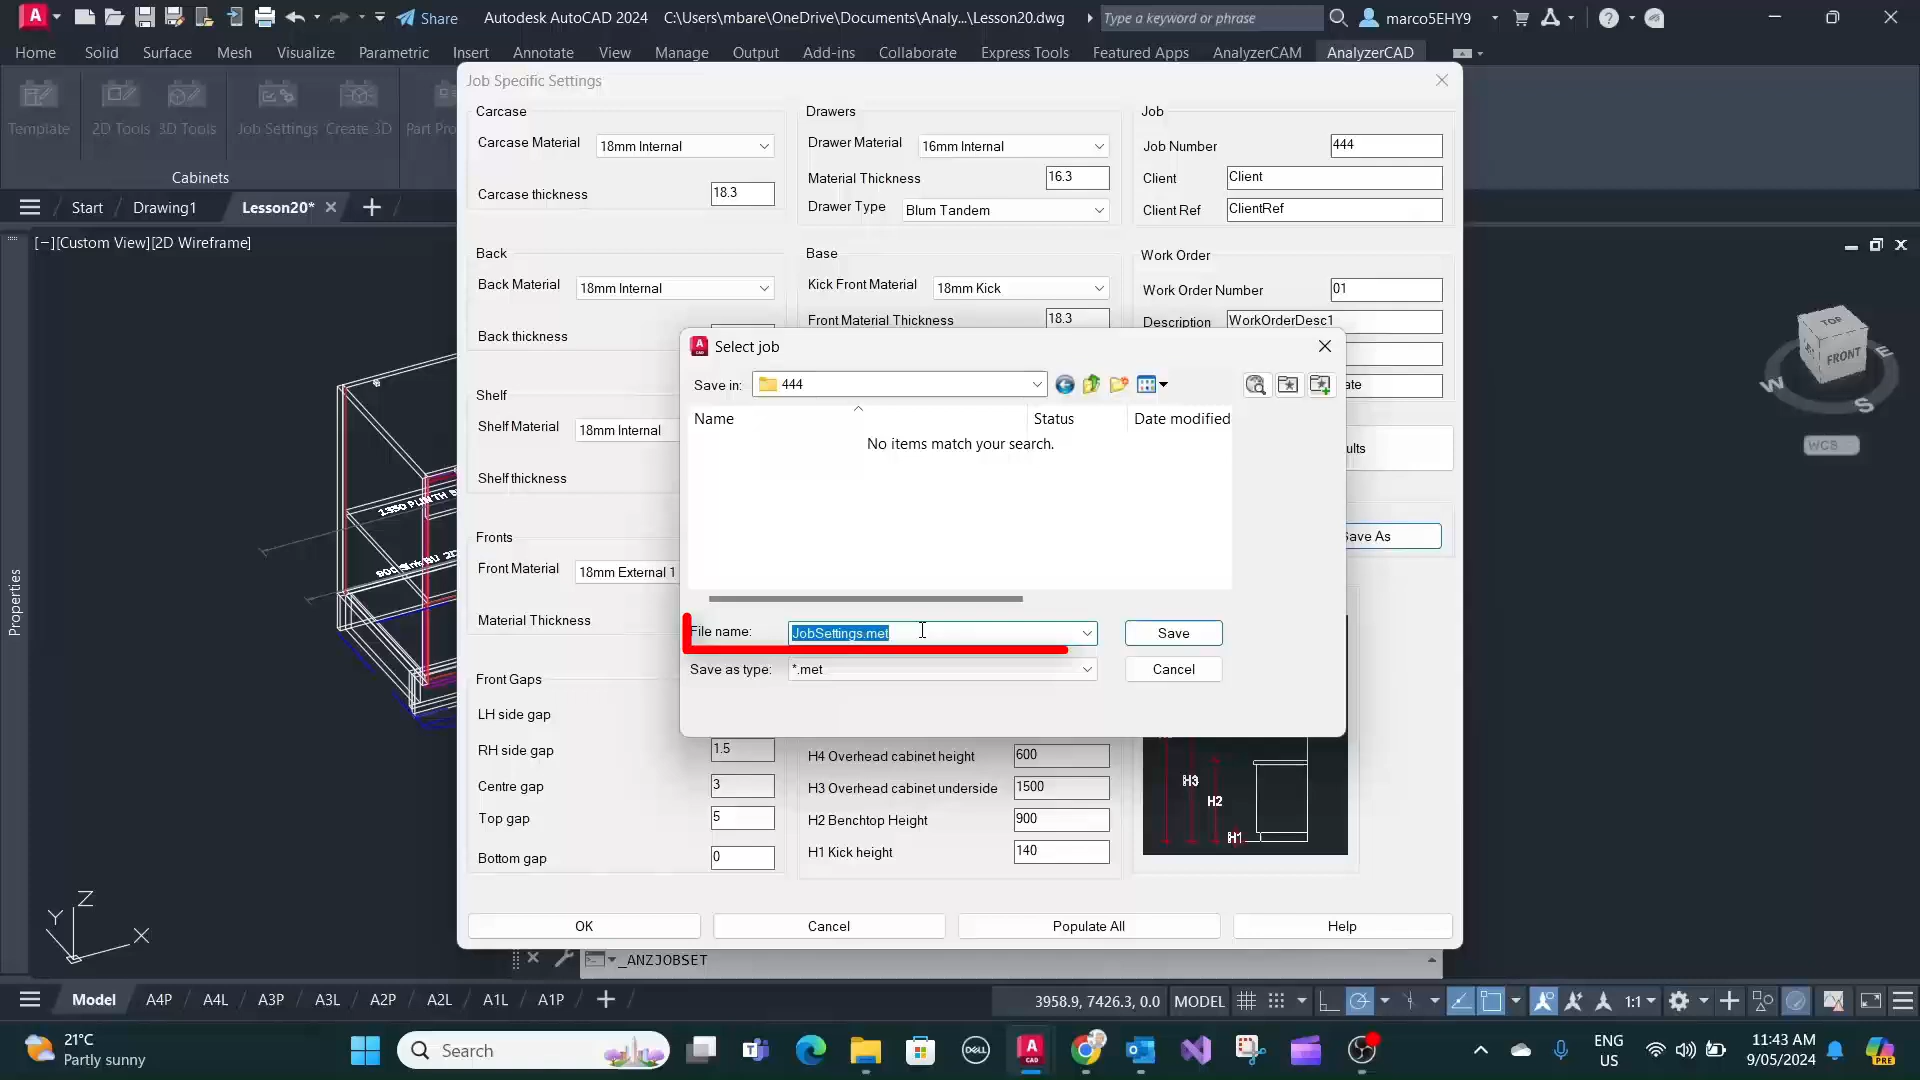 Share
Autodesk AutoCAD 2024 C:\Users\mbare\OneDrive\Documents\Analy...\Lesson20.dwg
Type a keyword or phrase
marco5EHY9
Home Solid Surface Mesh Visualize Parametric Insert Annotate View Manage Output Add-ins Collaborate Express Tools Featured Apps AnalyzerCAM AnalyzerCAD
Template 2D Tools 3D Tools Job Settings Create 3D Part Pro
Cabinets
Start Drawing1 Lesson20*
[−][Custom View][2D Wireframe]
Properties
Job Specific Settings
Carcase
Carcase Material 18mm Internal
Carcase thickness 18.3
Back
Back Material 18mm Internal
Back thickness
Shelf
Shelf Material 18mm Internal
Shelf thickness
Fronts
Front Material 18mm External 1
Material Thickness
Front Gaps
LH side gap
RH side gap 1.5
Centre gap 3
Top gap 5
Bottom gap 0
Drawers
Drawer Material 16mm Internal
Material Thickness 16.3
Drawer Type Blum Tandem
Base
Kick Front Material 18mm Kick
Front Material Thickness 18.3
H4 Overhead cabinet height 600
H3 Overhead cabinet underside 1500
H2 Benchtop Height 900
H1 Kick height 140
Job
Job Number 444
Client Client
Client Ref ClientRef
Work Order
Work Order Number 01
Description WorkOrderDesc1
ate
ults
Save As
H3
H2
H1
Select job
Save in: 444
Name Status Date modified
No items match your search.
File name: JobSettings.met
Save
Save as type: *.met
Cancel
OK Cancel Populate All Help
_ANZJOBSET
TOP
FRONT
W
S
E
WCS
Z
Y
X
Model A4P A4L A3P A3L A2P A2L A1L A1P
3958.9, 7426.3, 0.0 MODEL
1:1
21°C
Partly sunny
Search
DELL
ENG
US
11:43 AM
9/05/2024
PRE